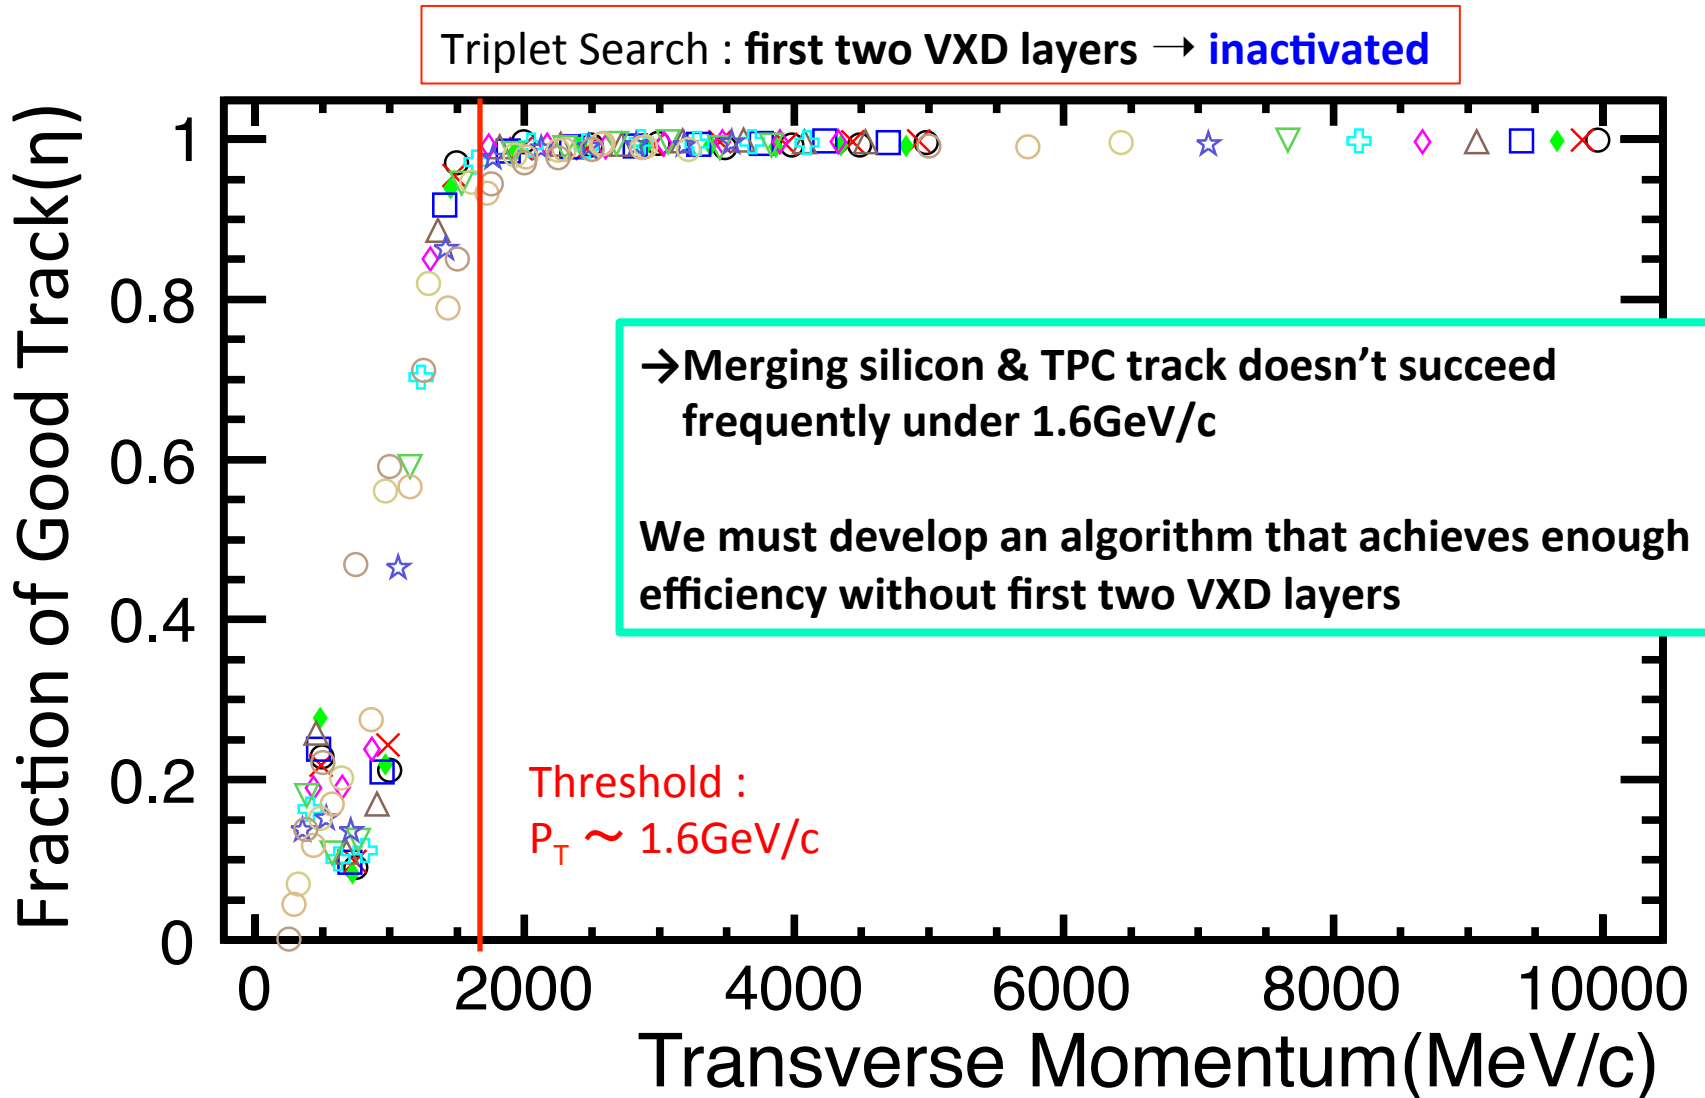 Triplet Search : first two VXD layers → inactivated
Fraction of Good Track(η)
1
0.8
0.6
0.4
0.2
0
→Merging silicon & TPC track doesn't succeed
frequently under 1.6GeV/c
We must develop an algorithm that achieves enough
efficiency without first two VXD layers
Threshold :
P_T ～ 1.6GeV/c
0 2000 4000 6000 8000 10000
Transverse Momentum(MeV/c)